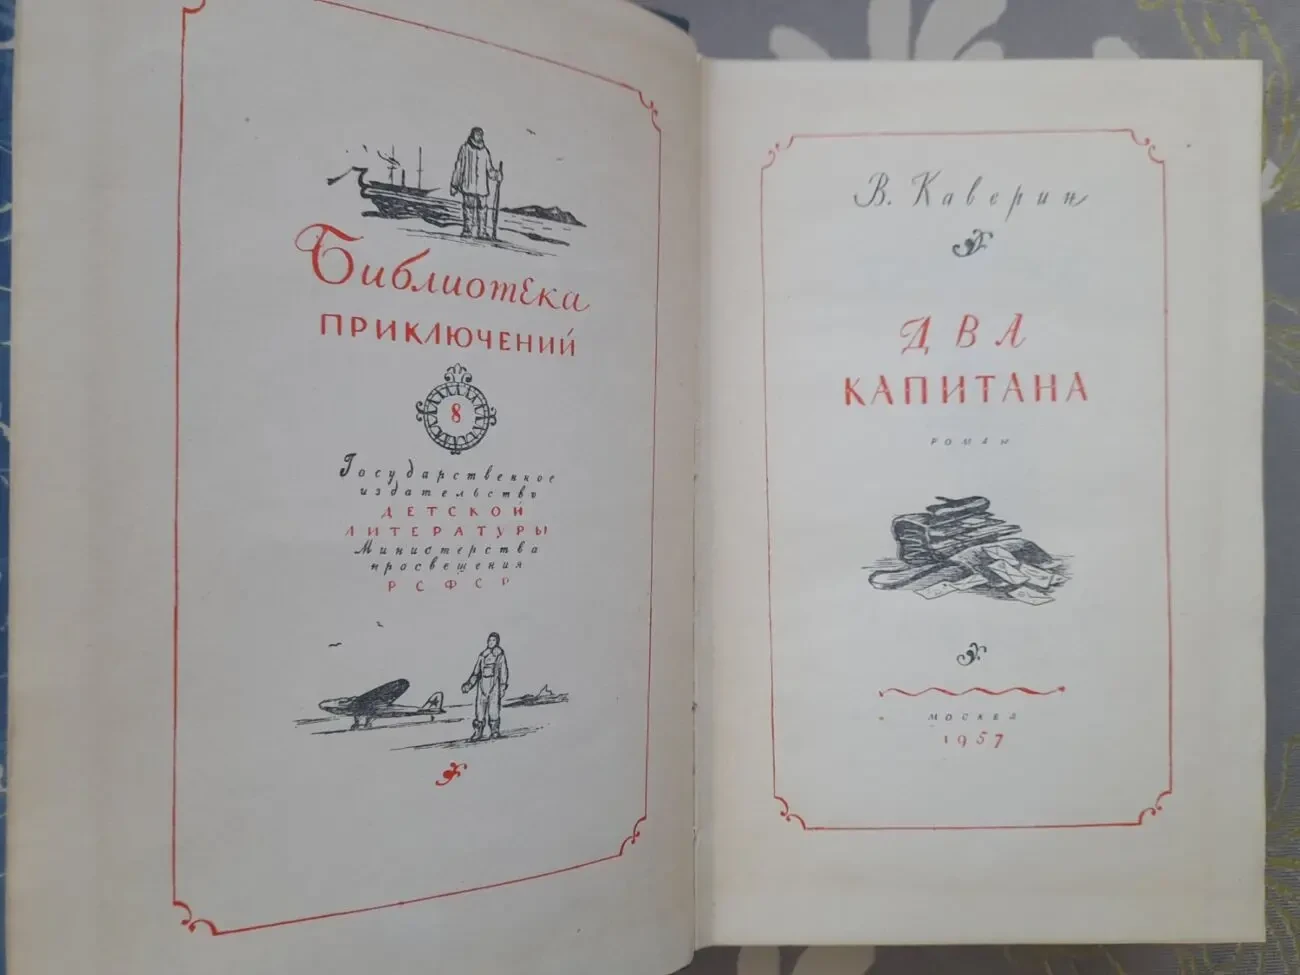 Библиотека
ПРИКЛЮЧЕНИЙ
8
Государственное
издательство
ДЕТСКОЙ
ЛИТЕРАТУРЫ
Министерства
просвещения
РСФСР
В. Каверин
ДВА
КАПИТАНА
РОМАН
МОСКВА
1957